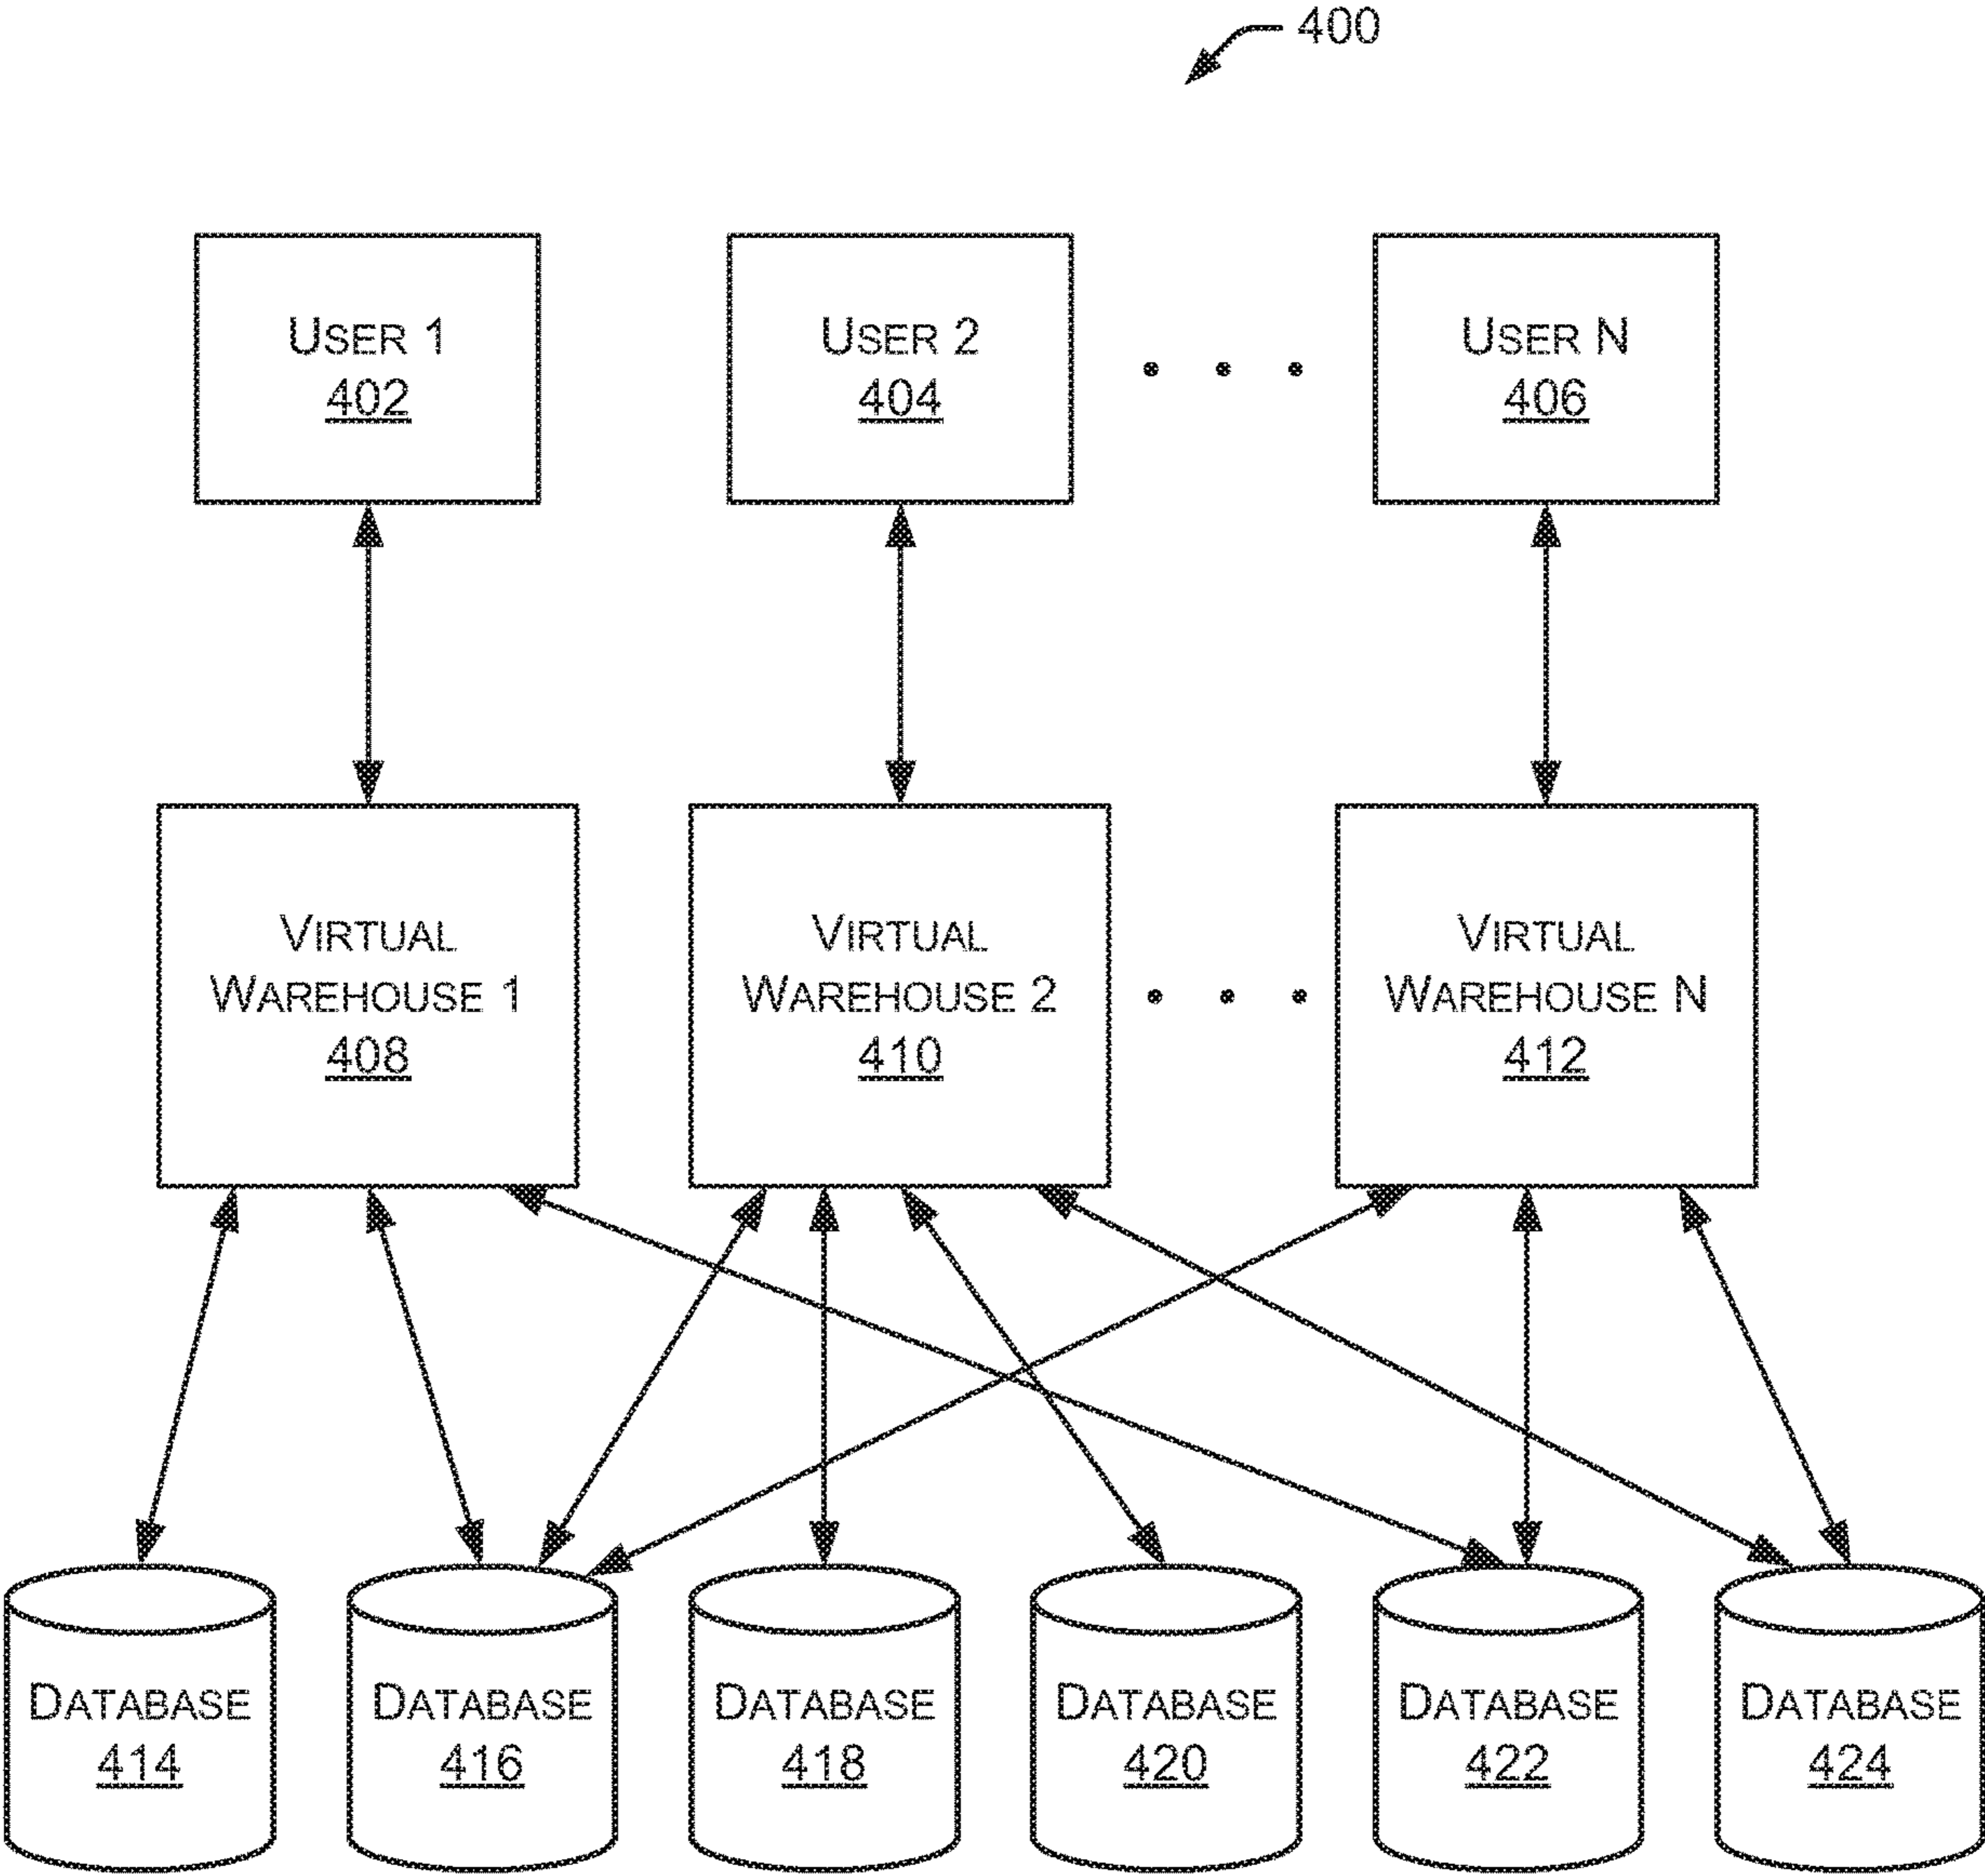 400
USER 1
402
USER 2
404
USER N
406
VIRTUAL
WAREHOUSE 1
408
VIRTUAL
WAREHOUSE 2
410
VIRTUAL
WAREHOUSE N
412
DATABASE
414
DATABASE
416
DATABASE
418
DATABASE
420
DATABASE
422
DATABASE
424